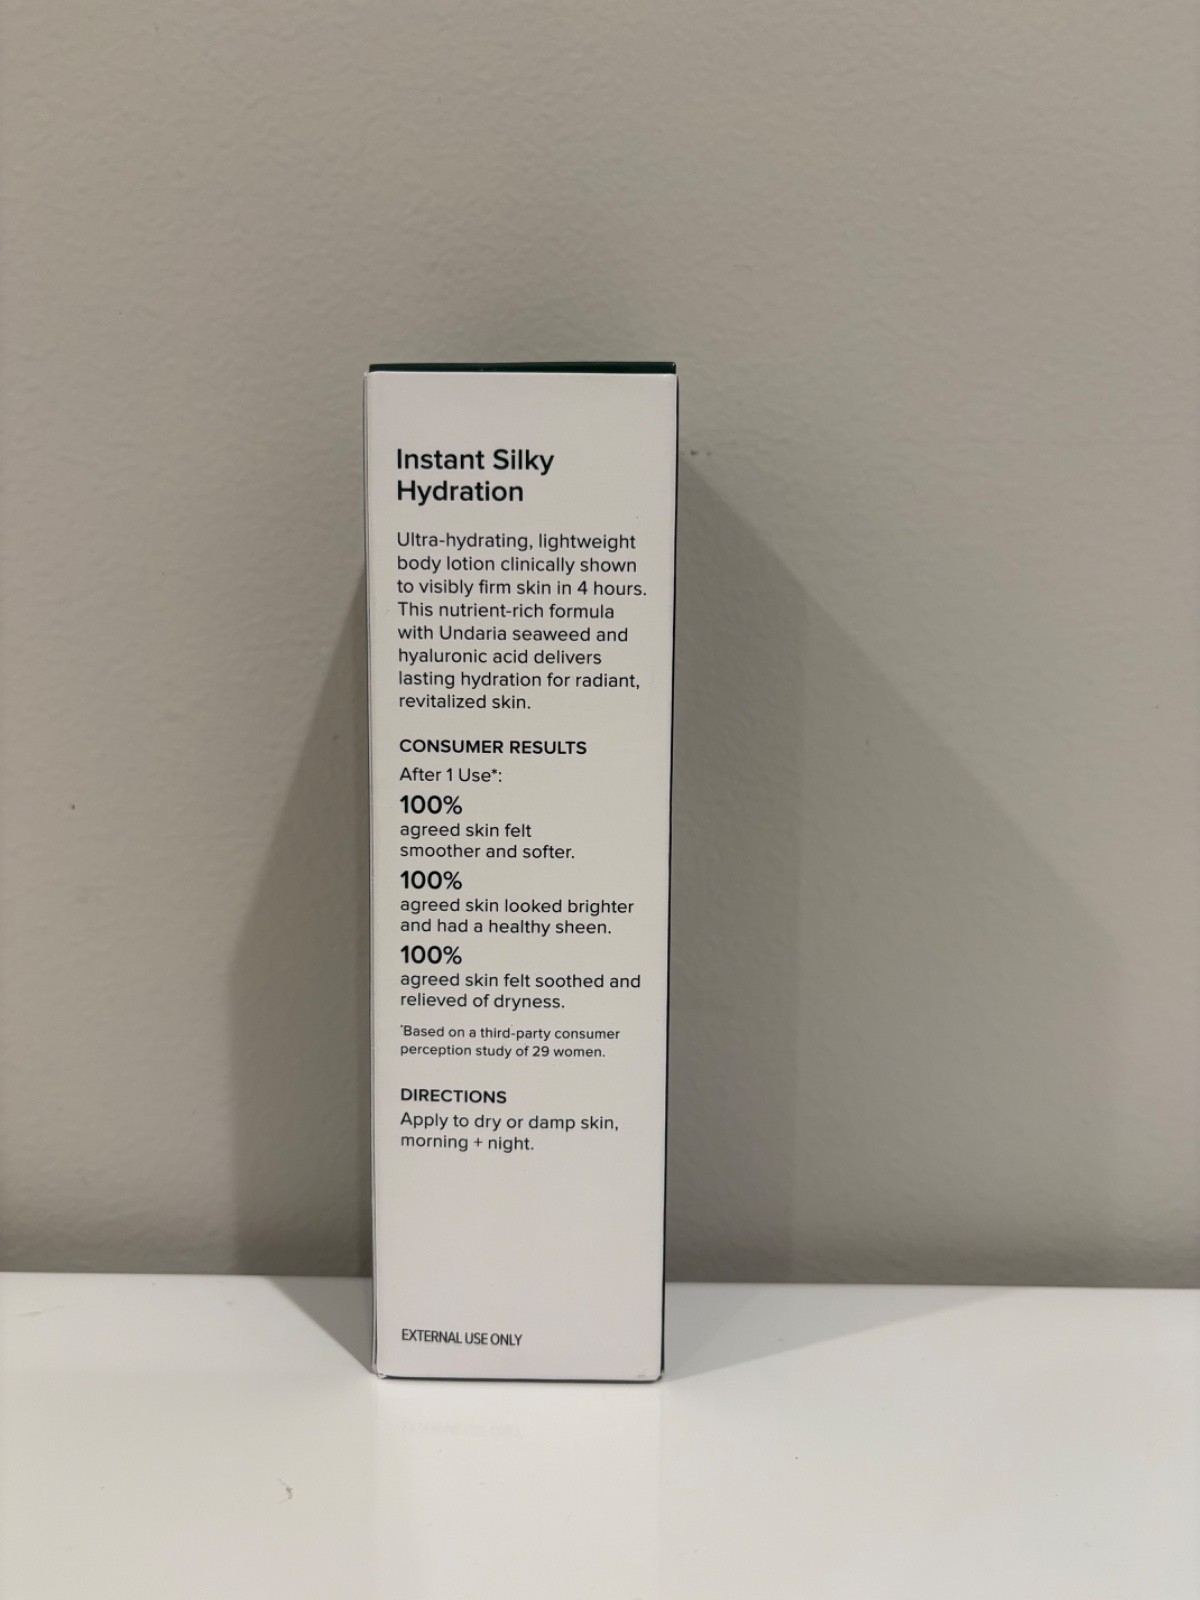 Instant Silky
Hydration
Ultra-hydrating, lightweight
body lotion clinically shown
to visibly firm skin in 4 hours.
This nutrient-rich formula
with Undaria seaweed and
hyaluronic acid delivers
lasting hydration for radiant,
revitalized skin.
CONSUMER RESULTS
After 1 Use*:
100%
agreed skin felt
smoother and softer.
100%
agreed skin looked brighter
and had a healthy sheen.
100%
agreed skin felt soothed and
relieved of dryness.
*Based on a third-party consumer
perception study of 29 women.
DIRECTIONS
Apply to dry or damp skin,
morning + night.
EXTERNAL USE ONLY